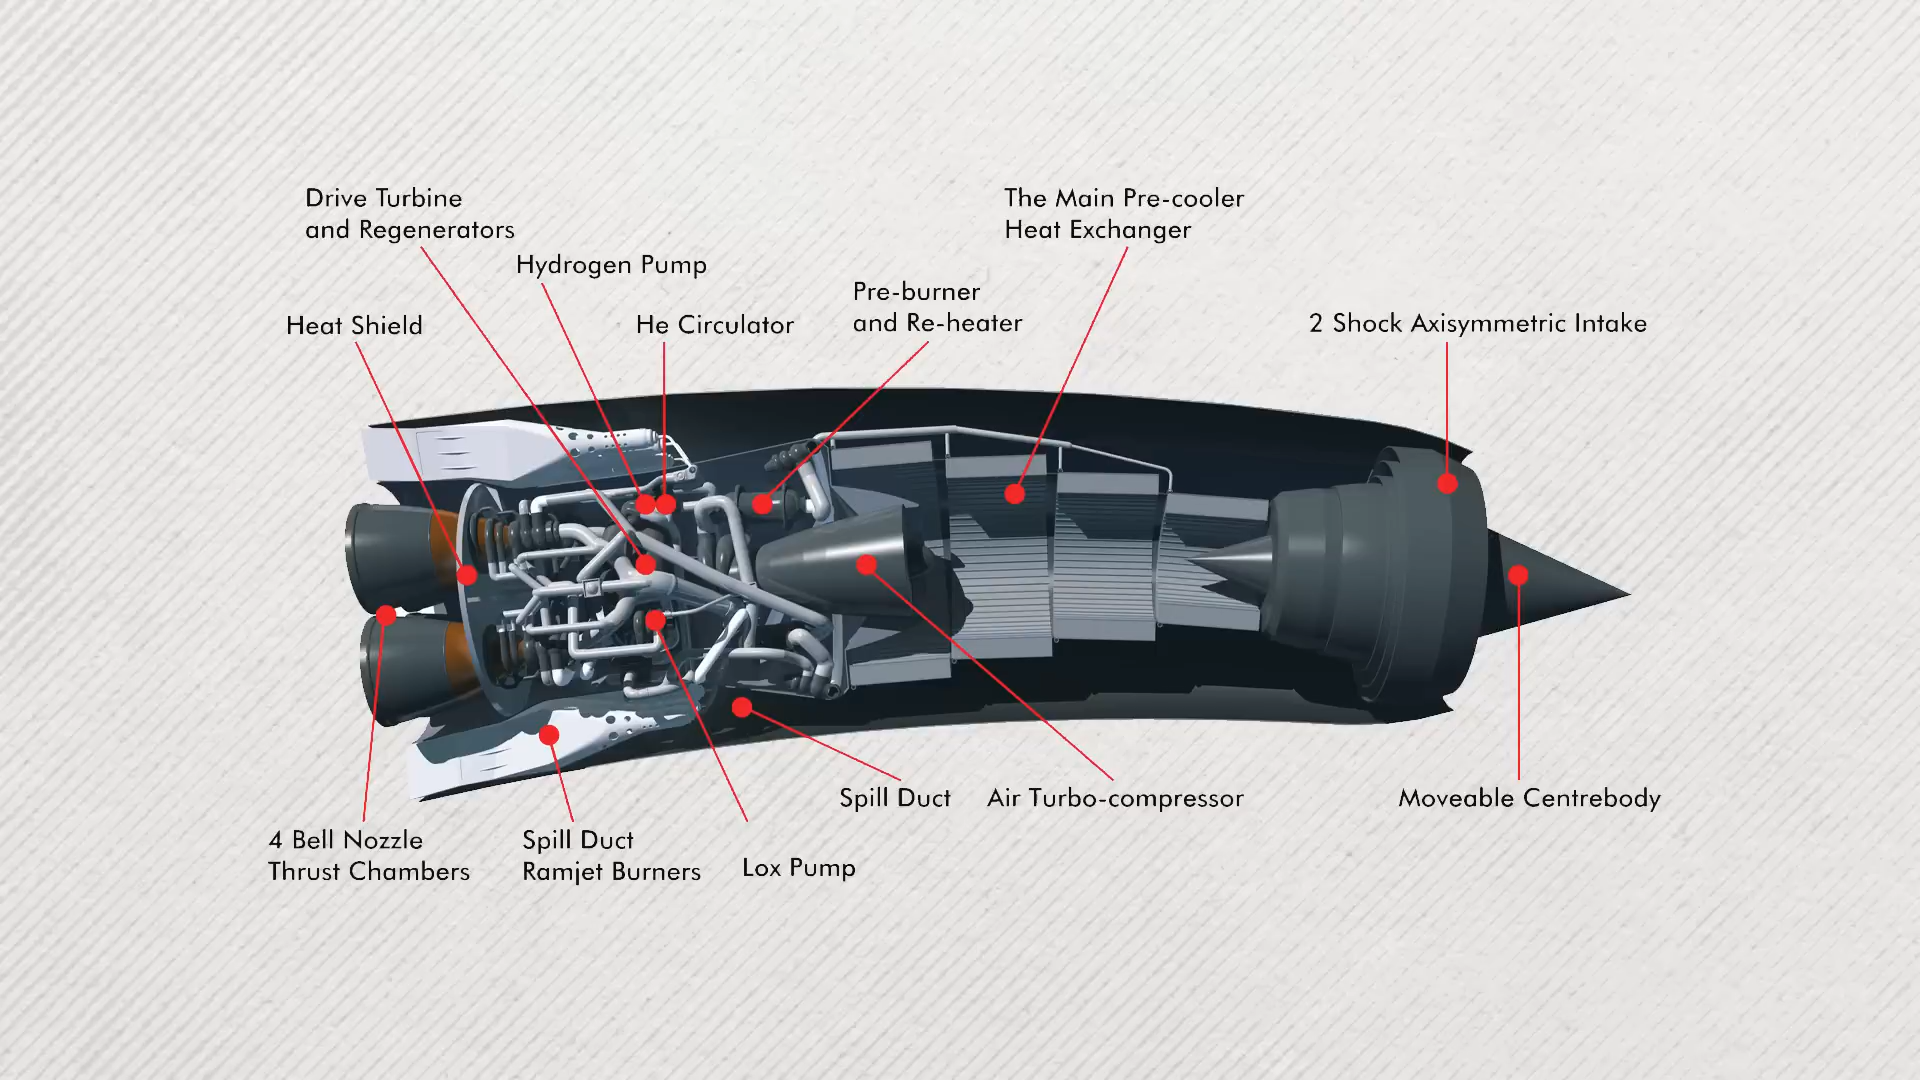 Drive Turbine
and Regenerators
The Main Pre-cooler
Heat Exchanger
Hydrogen Pump
Pre-burner
and Re-heater
Heat Shield
He Circulator
2 Shock Axisymmetric Intake
Spill Duct
Air Turbo-compressor
Moveable Centrebody
4 Bell Nozzle
Thrust Chambers
Spill Duct
Ramjet Burners
Lox Pump